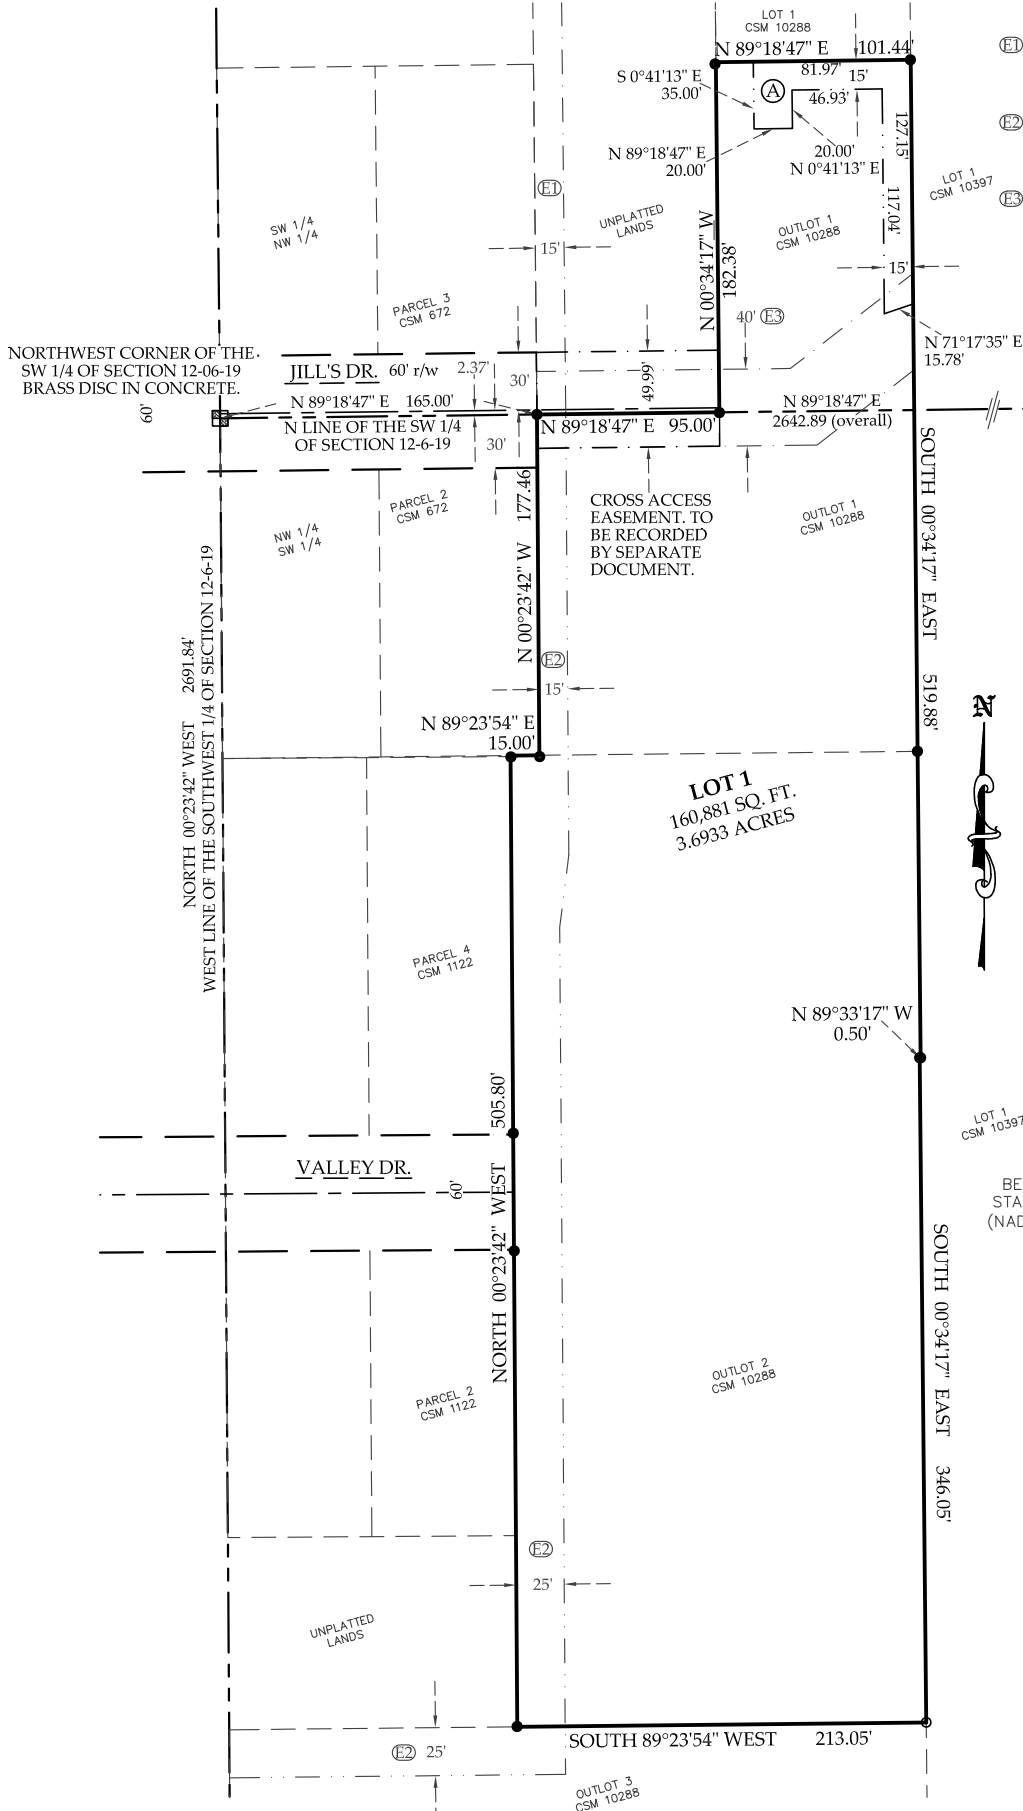 LOT 1
CSM 10288
N 89°18'47" E 101.44'
E1
S 0°41'13" E
35.00'
A
81.97'
15'
46.93'
127.15'
E2
N 89°18'47" E
20.00'
20.00'
N 0°41'13" E
LOT 1
CSM 10397
E1
E3
SW 1/4
NW 1/4
UNPLATTED
LANDS
117.04'
OUTLOT 1
CSM 10288
15'
N 00°34'17" W
182.38'
15'
PARCEL 3
CSM 672
40' E3
N 71°17'35" E
15.78'
NORTHWEST CORNER OF THE
SW 1/4 OF SECTION 12-06-19
BRASS DISC IN CONCRETE.
JILL'S DR. 60' r/w
2.37'
30'
49.99'
60'
N 89°18'47" E 165.00'
N LINE OF THE SW 1/4
OF SECTION 12-6-19
30'
N 89°18'47" E 95.00'
N 89°18'47" E
2642.89 (overall)
PARCEL 2
CSM 672
NW 1/4
SW 1/4
N 00°23'42" W 177.46
CROSS ACCESS
EASEMENT. TO
BE RECORDED
BY SEPARATE
DOCUMENT.
OUTLOT 1
CSM 10288
SOUTH 00°34'17" EAST 519.88'
NORTH 00°23'42" WEST 2691.84'
WEST LINE OF THE SOUTHWEST 1/4 OF SECTION 12-6-19
E2
15'
N 89°23'54" E
15.00'
N
LOT 1
160,881 SQ. FT.
3.6933 ACRES
PARCEL 4
CSM 1122
N 89°33'17" W
0.50'
NORTH 00°23'42" WEST 505.80'
LOT 1
CSM 10397
VALLEY DR.
60'
BE
STA
(NAD
SOUTH 00°34'17" EAST 346.05'
OUTLOT 2
CSM 10288
PARCEL 2
CSM 1122
E2
25'
UNPLATTED
LANDS
SOUTH 89°23'54" WEST 213.05'
E2 25'
OUTLOT 3
CSM 10288